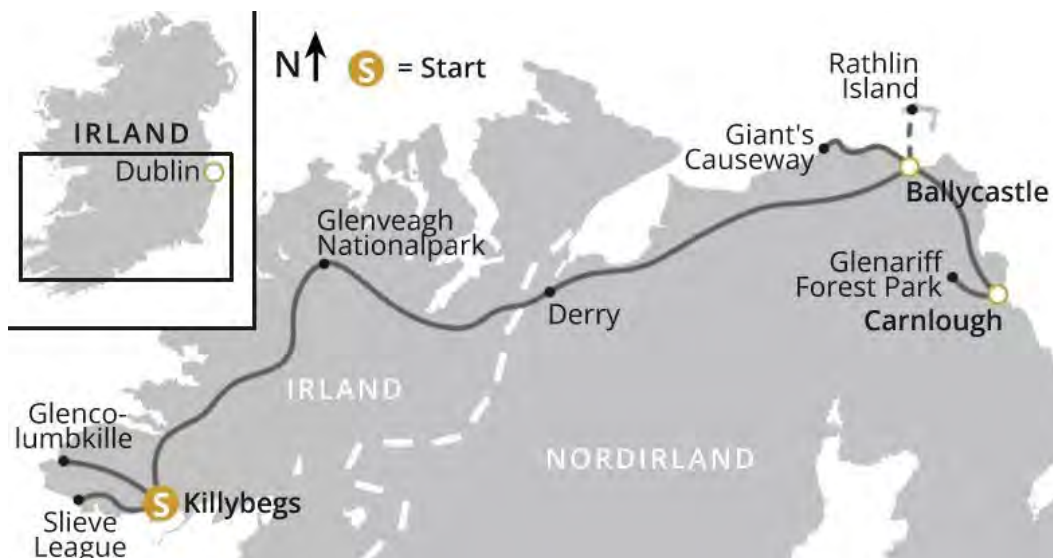 IRLAND
Dublin
N
S = Start
Rathlin
Island
Giant's
Causeway
Ballycastle
Glenveagh
Nationalpark
Glenariff
Forest Park
Carnlough
Derry
IRLAND
Glenco-
lumbkille
NORDIRLAND
S Killybegs
Slieve
League